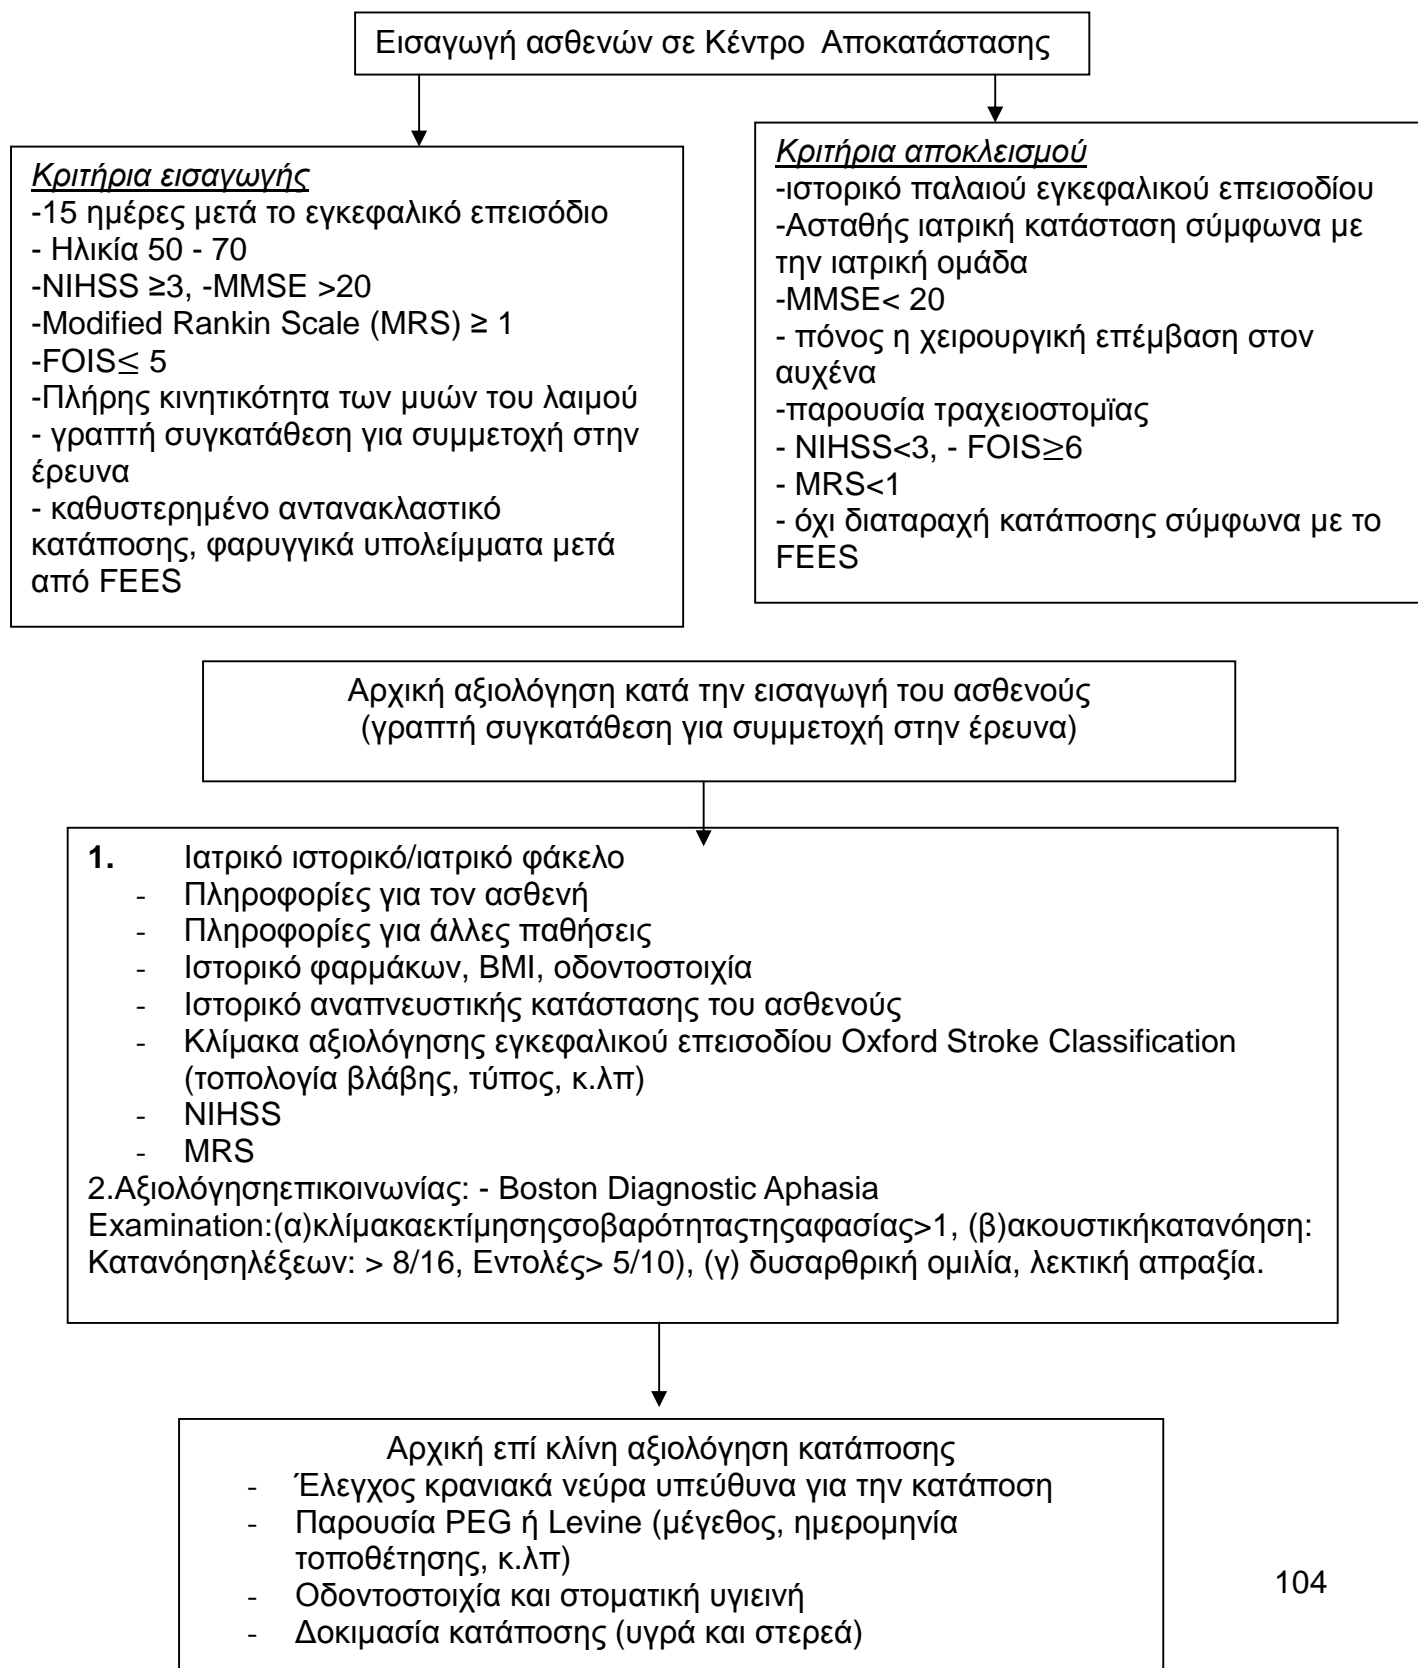 Εισαγωγή ασθενών σε Κέντρο Αποκατάστασης
Κριτήρια εισαγωγής
-15 ημέρες μετά το εγκεφαλικό επεισόδιο
- Ηλικία 50 - 70
-NIHSS ≥3, -MMSE >20
-Modified Rankin Scale (MRS) ≥ 1
-FOIS≤ 5
-Πλήρης κινητικότητα των μυών του λαιμού
- γραπτή συγκατάθεση για συμμετοχή στην
έρευνα
- καθυστερημένο αντανακλαστικό
κατάποσης, φαρυγγικά υπολείμματα μετά
από FEES
Κριτήρια αποκλεισμού
-ιστορικό παλαιού εγκεφαλικού επεισοδίου
-Ασταθής ιατρική κατάσταση σύμφωνα με
την ιατρική ομάδα
-MMSE< 20
- πόνος η χειρουργική επέμβαση στον
αυχένα
-παρουσία τραχειοστομϊας
- NIHSS<3, - FOIS≥6
- MRS<1
- όχι διαταραχή κατάποσης σύμφωνα με το
FEES
Αρχική αξιολόγηση κατά την εισαγωγή του ασθενούς
(γραπτή συγκατάθεση για συμμετοχή στην έρευνα)
1. Ιατρικό ιστορικό/ιατρικό φάκελο
- Πληροφορίες για τον ασθενή
- Πληροφορίες για άλλες παθήσεις
- Ιστορικό φαρμάκων, BMI, οδοντοστοιχία
- Ιστορικό αναπνευστικής κατάστασης του ασθενούς
- Κλίμακα αξιολόγησης εγκεφαλικού επεισοδίου Oxford Stroke Classification
(τοπολογία βλάβης, τύπος, κ.λπ)
- NIHSS
- MRS
2.Αξιολόγησηεπικοινωνίας: - Boston Diagnostic Aphasia
Examination:(α)κλίμακαεκτίμησηςσοβαρότηταςτηςαφασίας>1, (β)ακουστικήκατανόηση:
Κατανόησηλέξεων: > 8/16, Εντολές> 5/10), (γ) δυσαρθρική ομιλία, λεκτική απραξία.
Αρχική επί κλίνη αξιολόγηση κατάποσης
- Έλεγχος κρανιακά νεύρα υπεύθυνα για την κατάποση
- Παρουσία PEG ή Levine (μέγεθος, ημερομηνία
τοποθέτησης, κ.λπ)
- Οδοντοστοιχία και στοματική υγιεινή
- Δοκιμασία κατάποσης (υγρά και στερεά)
104